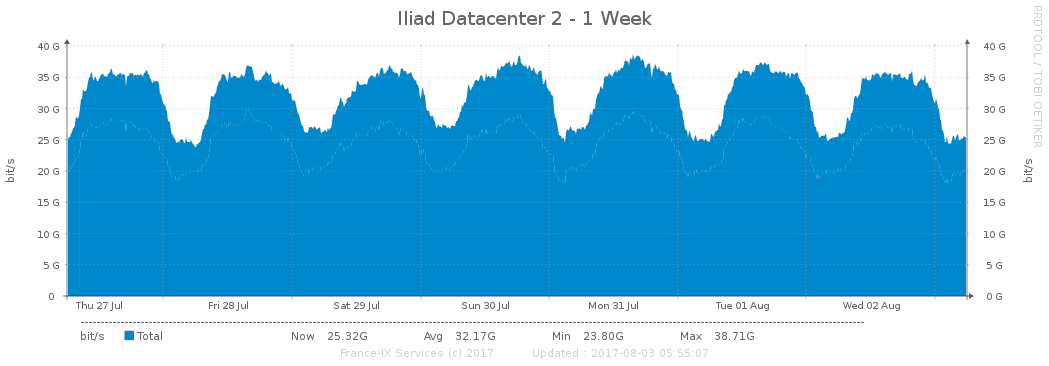 Iliad Datacenter 2 - 1 Week
RRDTOOL / TOBI OETIKER
40 G 40 G
35 G 35 G
30 G 30 G
25 G 25 G
20 G 20 G
15 G 15 G
10 G 10 G
5 G 5 G
0 0 G
bit/s
bit/s
Thu 27 Jul Fri 28 Jul Sat 29 Jul Sun 30 Jul Mon 31 Jul Tue 01 Aug Wed 02 Aug
bit/s Total Now 25.32G Avg 32.17G Min 23.80G Max 38.71G
France-IX Services (c) 2017 Updated : 2017-08-03 05:55:07